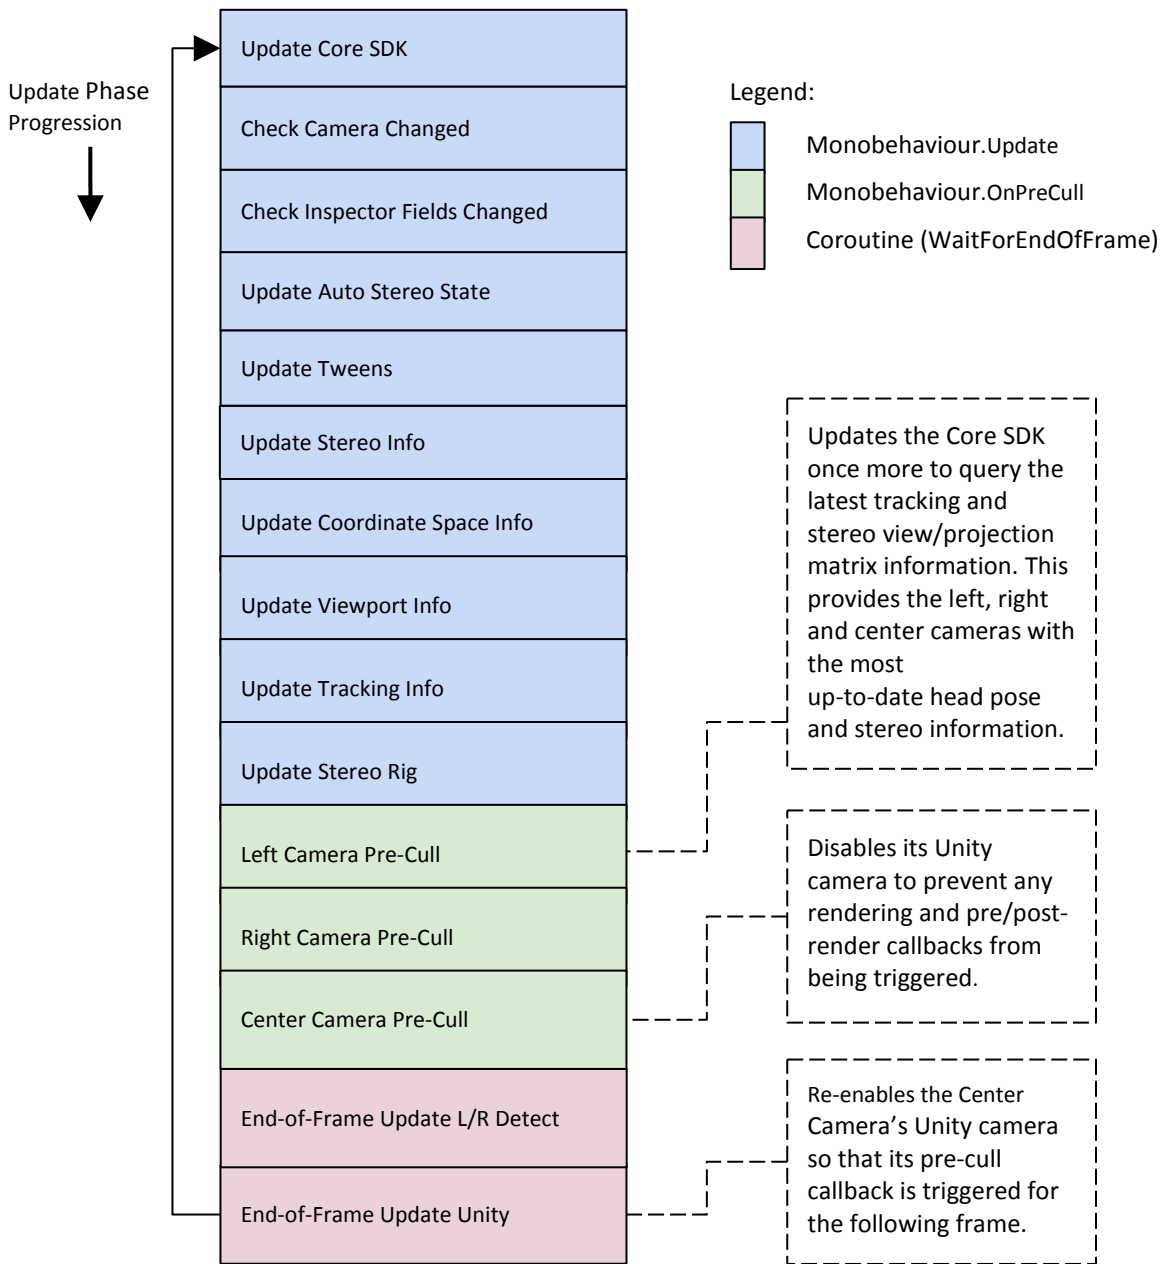 Update Phase
Progression
Update Core SDK
Check Camera Changed
Check Inspector Fields Changed
Update Auto Stereo State
Update Tweens
Update Stereo Info
Update Coordinate Space Info
Update Viewport Info
Update Tracking Info
Update Stereo Rig
Left Camera Pre-Cull
Right Camera Pre-Cull
Center Camera Pre-Cull
End-of-Frame Update L/R Detect
End-of-Frame Update Unity
Legend:
Monobehaviour.Update
Monobehaviour.OnPreCull
Coroutine (WaitForEndOfFrame)
Updates the Core SDK
once more to query the
latest tracking and
stereo view/projection
matrix information. This
provides the left, right
and center cameras with
the most
up-to-date head pose
and stereo information.
Disables its Unity
camera to prevent any
rendering and pre/post-
render callbacks from
being triggered.
Re-enables the Center
Camera’s Unity camera
so that its pre-cull
callback is triggered for
the following frame.